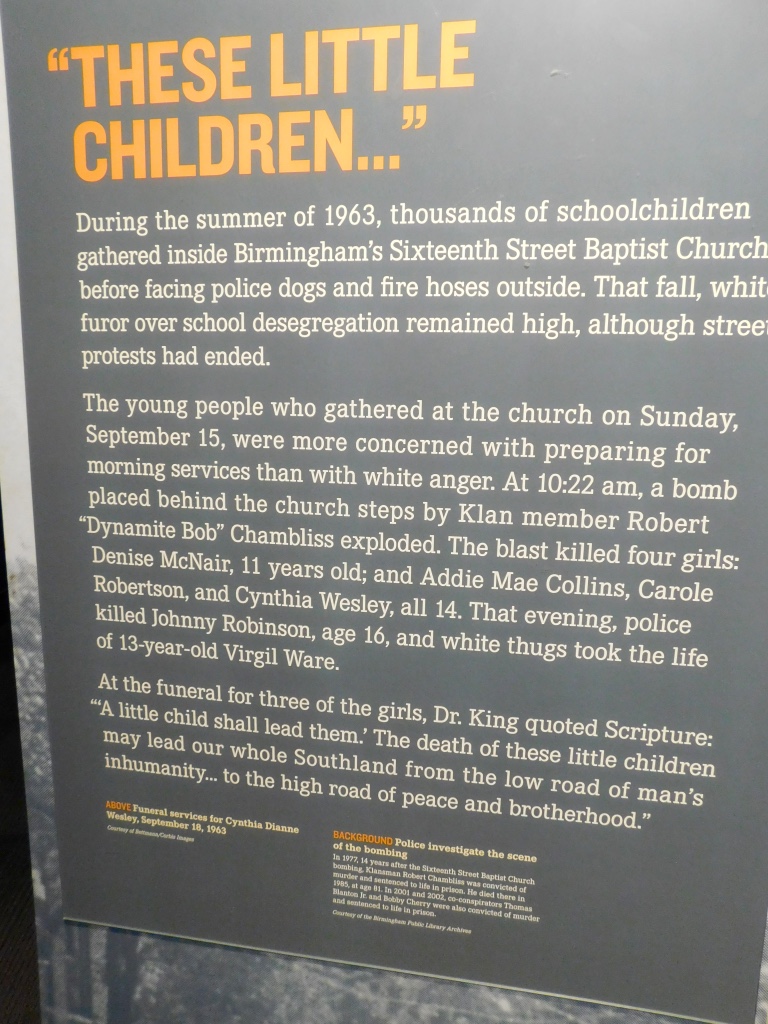 “THESE LITTLE
CHILDREN...”
During the summer of 1963, thousands of schoolchildren
gathered inside Birmingham’s Sixteenth Street Baptist Church
before facing police dogs and fire hoses outside. That fall, white
furor over school desegregation remained high, although street
protests had ended.
The young people who gathered at the church on Sunday,
September 15, were more concerned with preparing for
morning services than with white anger. At 10:22 am, a bomb
placed behind the church steps by Klan member Robert
“Dynamite Bob” Chambliss exploded. The blast killed four girls:
Denise McNair, 11 years old; and Addie Mae Collins, Carole
Robertson, and Cynthia Wesley, all 14. That evening, police
killed Johnny Robinson, age 16, and white thugs took the life
of 13-year-old Virgil Ware.
At the funeral for three of the girls, Dr. King quoted Scripture:
“‘A little child shall lead them.’ The death of these little children
may lead our whole Southland from the low road of man’s
inhumanity... to the high road of peace and brotherhood.”
ABOVE Funeral services for Cynthia Dianne
Wesley, September 18, 1963
Courtesy of Bettmann/Corbis Images
BACKGROUND Police investigate the scene
of the bombing
In 1977, 14 years after the Sixteenth Street Baptist Church
bombing, Klansman Robert Chambliss was convicted of
murder and sentenced to life in prison. He died there in
1985, at age 81. In 2001 and 2002, co-conspirators Thomas
Blanton Jr. and Bobby Cherry were also convicted of murder
and sentenced to life in prison.
Courtesy of the Birmingham Public Library Archives